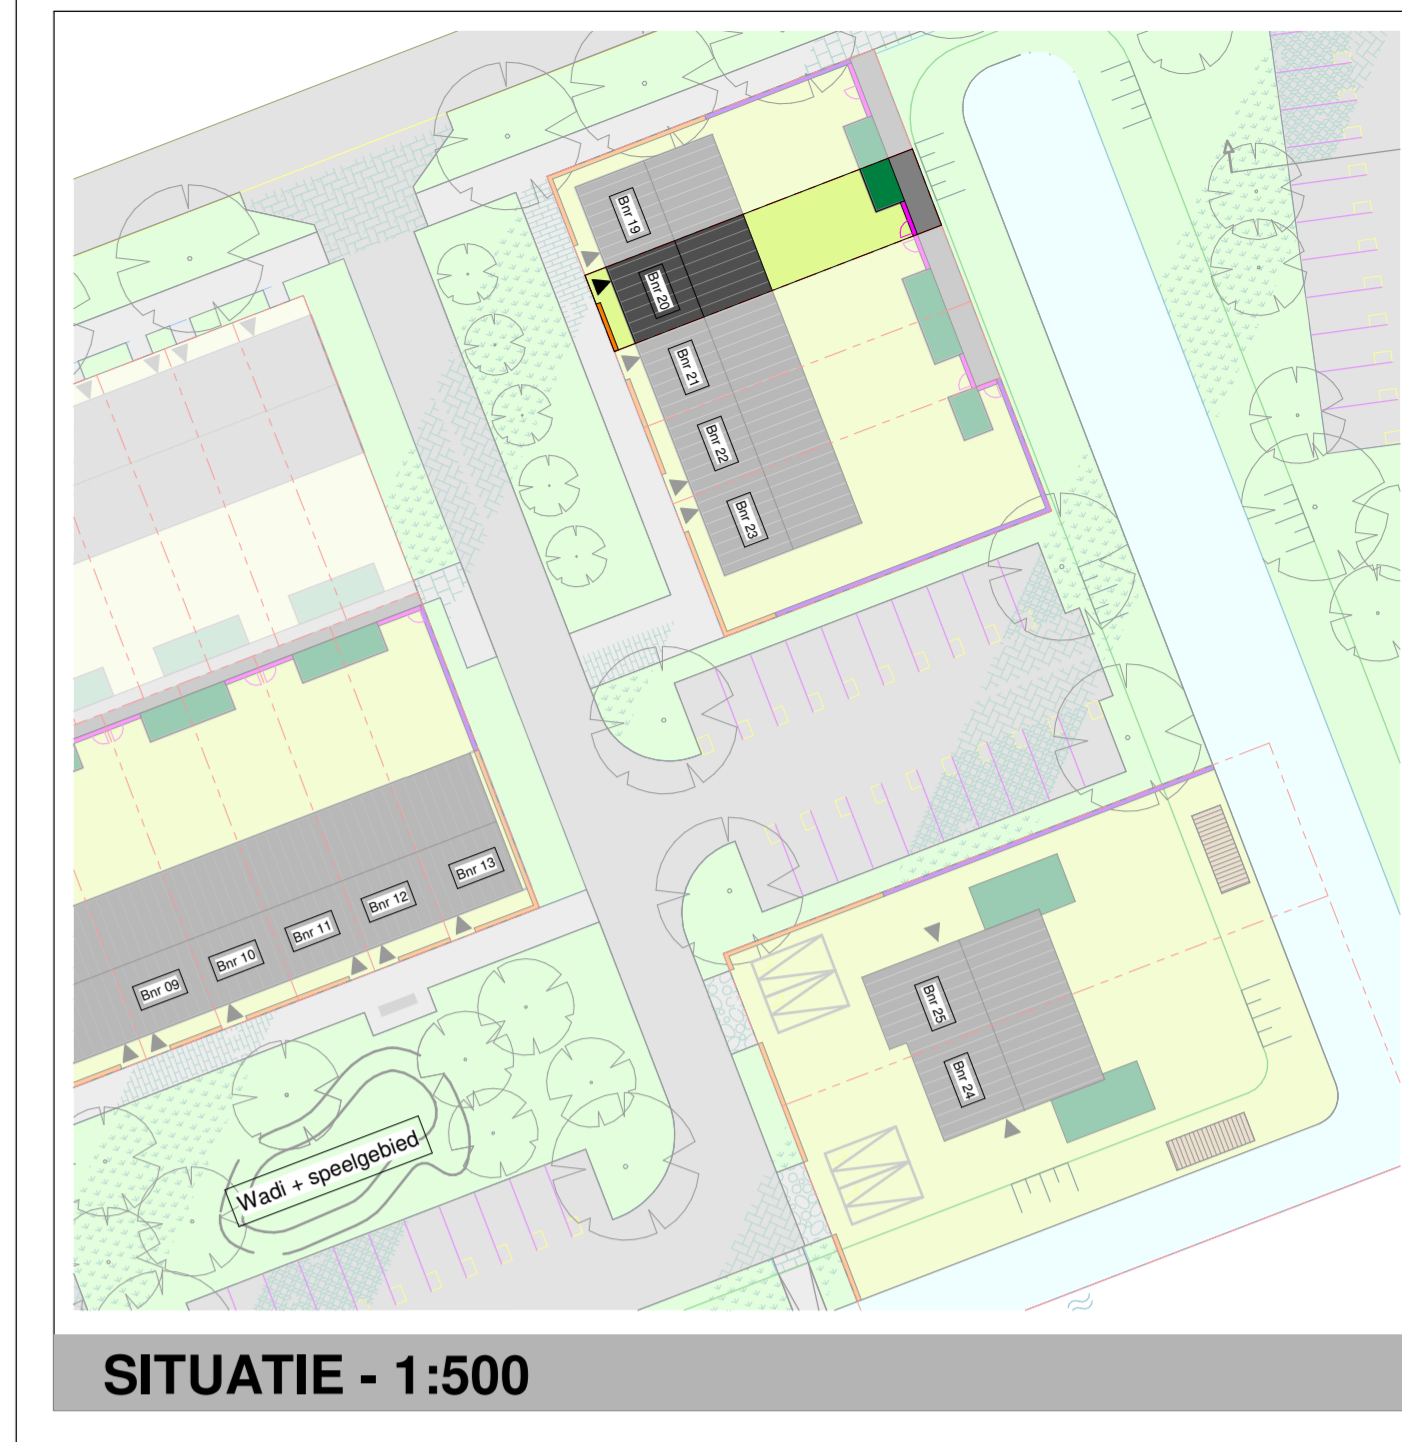 Bnr 19
Bnr 20
Bnr 21
Bnr 22
Bnr 23
Bnr 13
Bnr 12
Bnr 11
Bnr 10
Bnr 09
Bnr 25
Bnr 24
Wadi + speelgebied
SITUATIE - 1:500